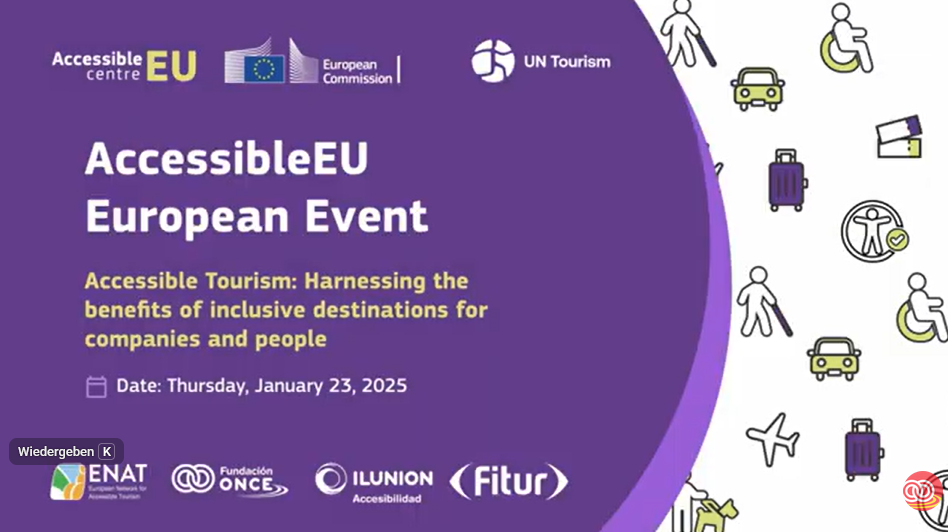 Accessible EU
centre
European
Commission
UN Tourism
AccessibleEU
European Event
Accessible Tourism: Harnessing the
benefits of inclusive destinations for
companies and people
Date: Thursday, January 23, 2025
Wiedergeben K
ENAT
European Network for
Accessible Tourism
Fundación
ONCE
ILUNION
Accesibilidad
Fitur